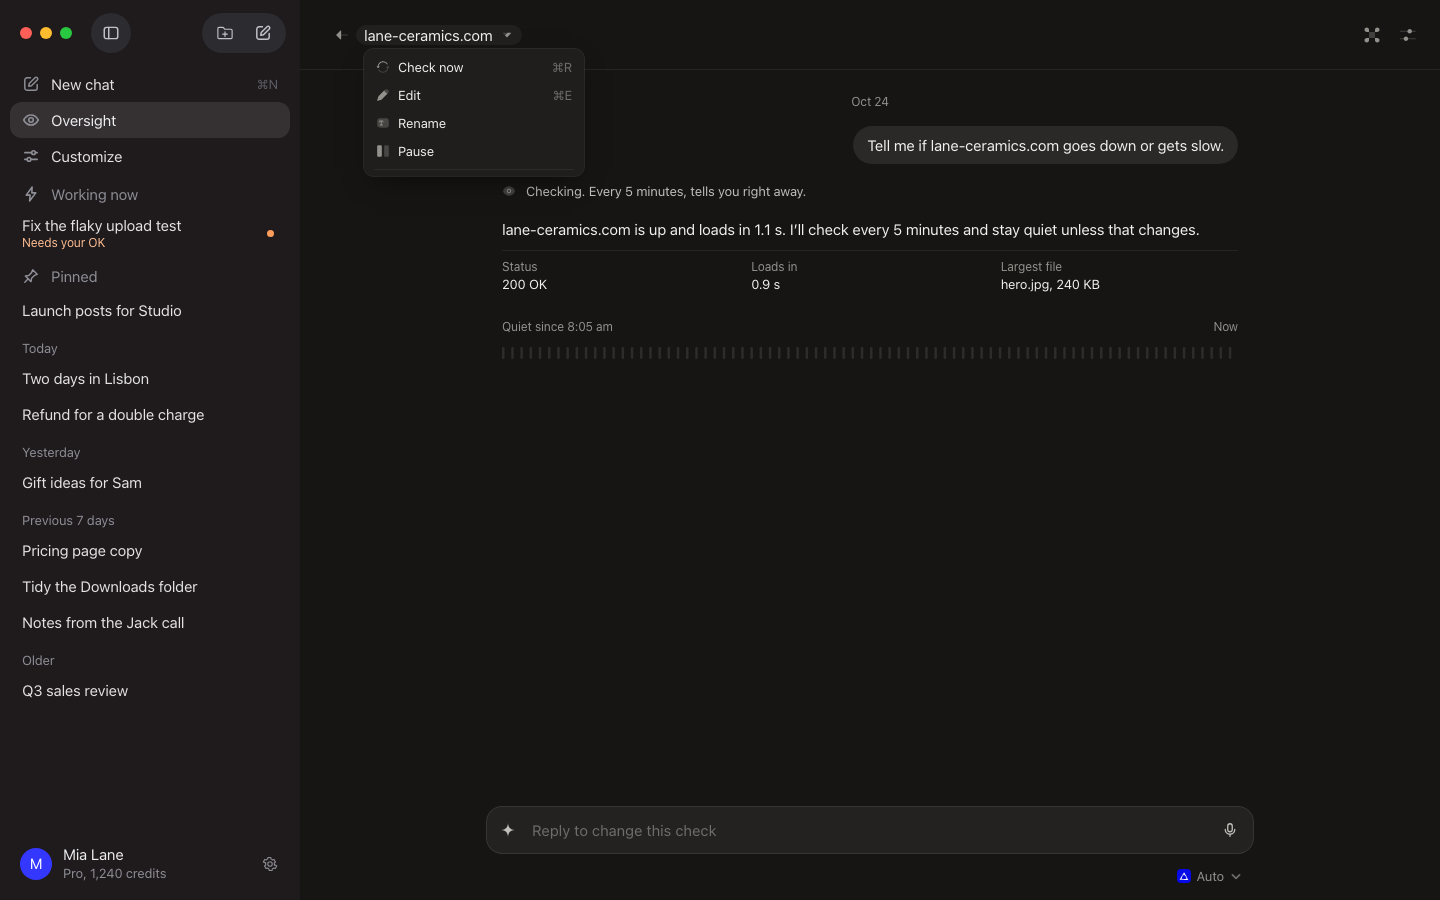 New chat ⌘N
Oversight
Customize
Working now
Fix the flaky upload test
Needs your OK
Pinned
Launch posts for Studio
Today
Two days in Lisbon
Refund for a double charge
Yesterday
Gift ideas for Sam
Previous 7 days
Pricing page copy
Tidy the Downloads folder
Notes from the Jack call
Older
Q3 sales review
M
Mia Lane
Pro, 1,240 credits
lane-ceramics.com
Check now ⌘R
Edit ⌘E
Rename
Pause
Oct 24
Tell me if lane-ceramics.com goes down or gets slow.
Checking. Every 5 minutes, tells you right away.
lane-ceramics.com is up and loads in 1.1 s. I’ll check every 5 minutes and stay quiet unless that changes.
Status Loads in Largest file
200 OK 0.9 s hero.jpg, 240 KB
Quiet since 8:05 am Now
Reply to change this check
Auto